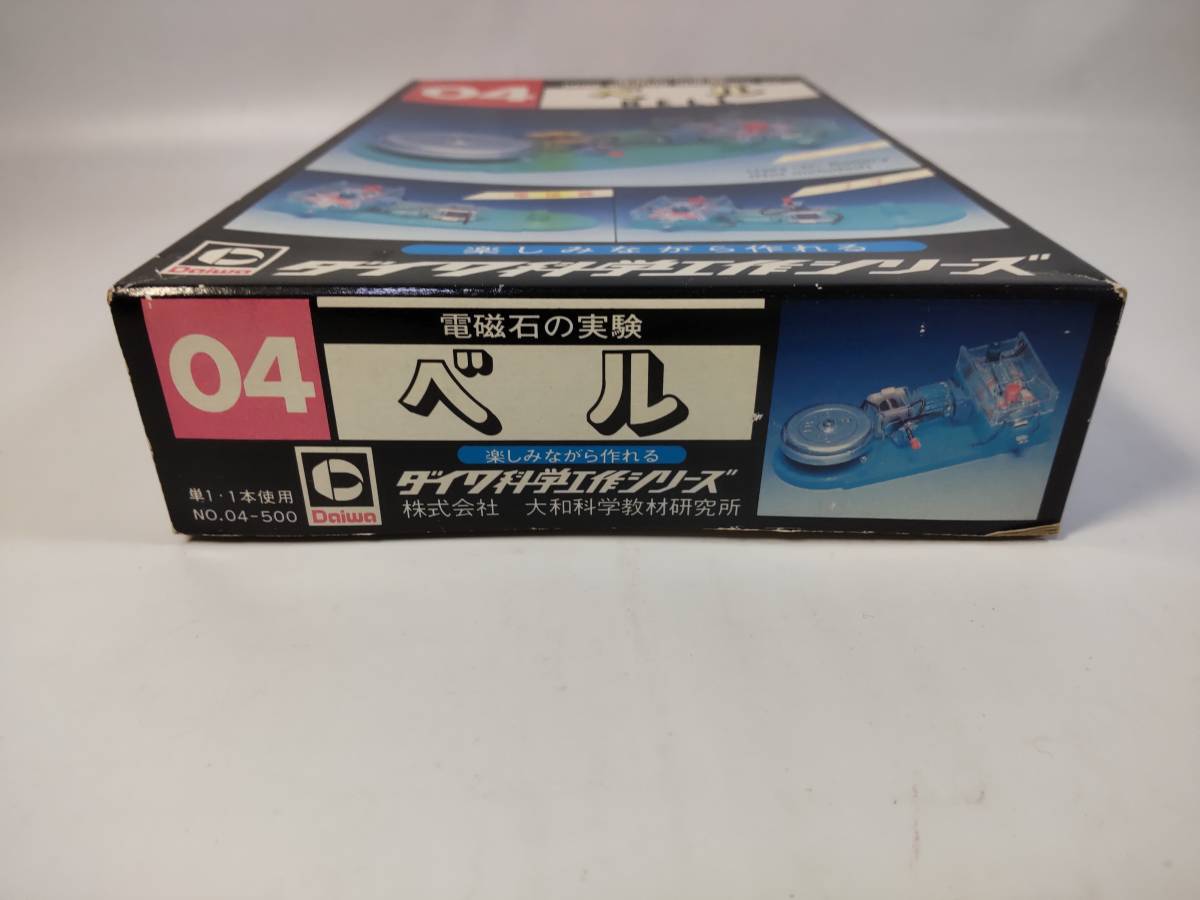 04
Daiwa
楽しみながら作れる
ダイワ科学工作シリーズ
04
電磁石の実験
ベル
楽しみながら作れる
ダイワ科学工作シリーズ
単1・1本使用
NO.04-500
Daiwa
株式会社 大和科学教材研究所